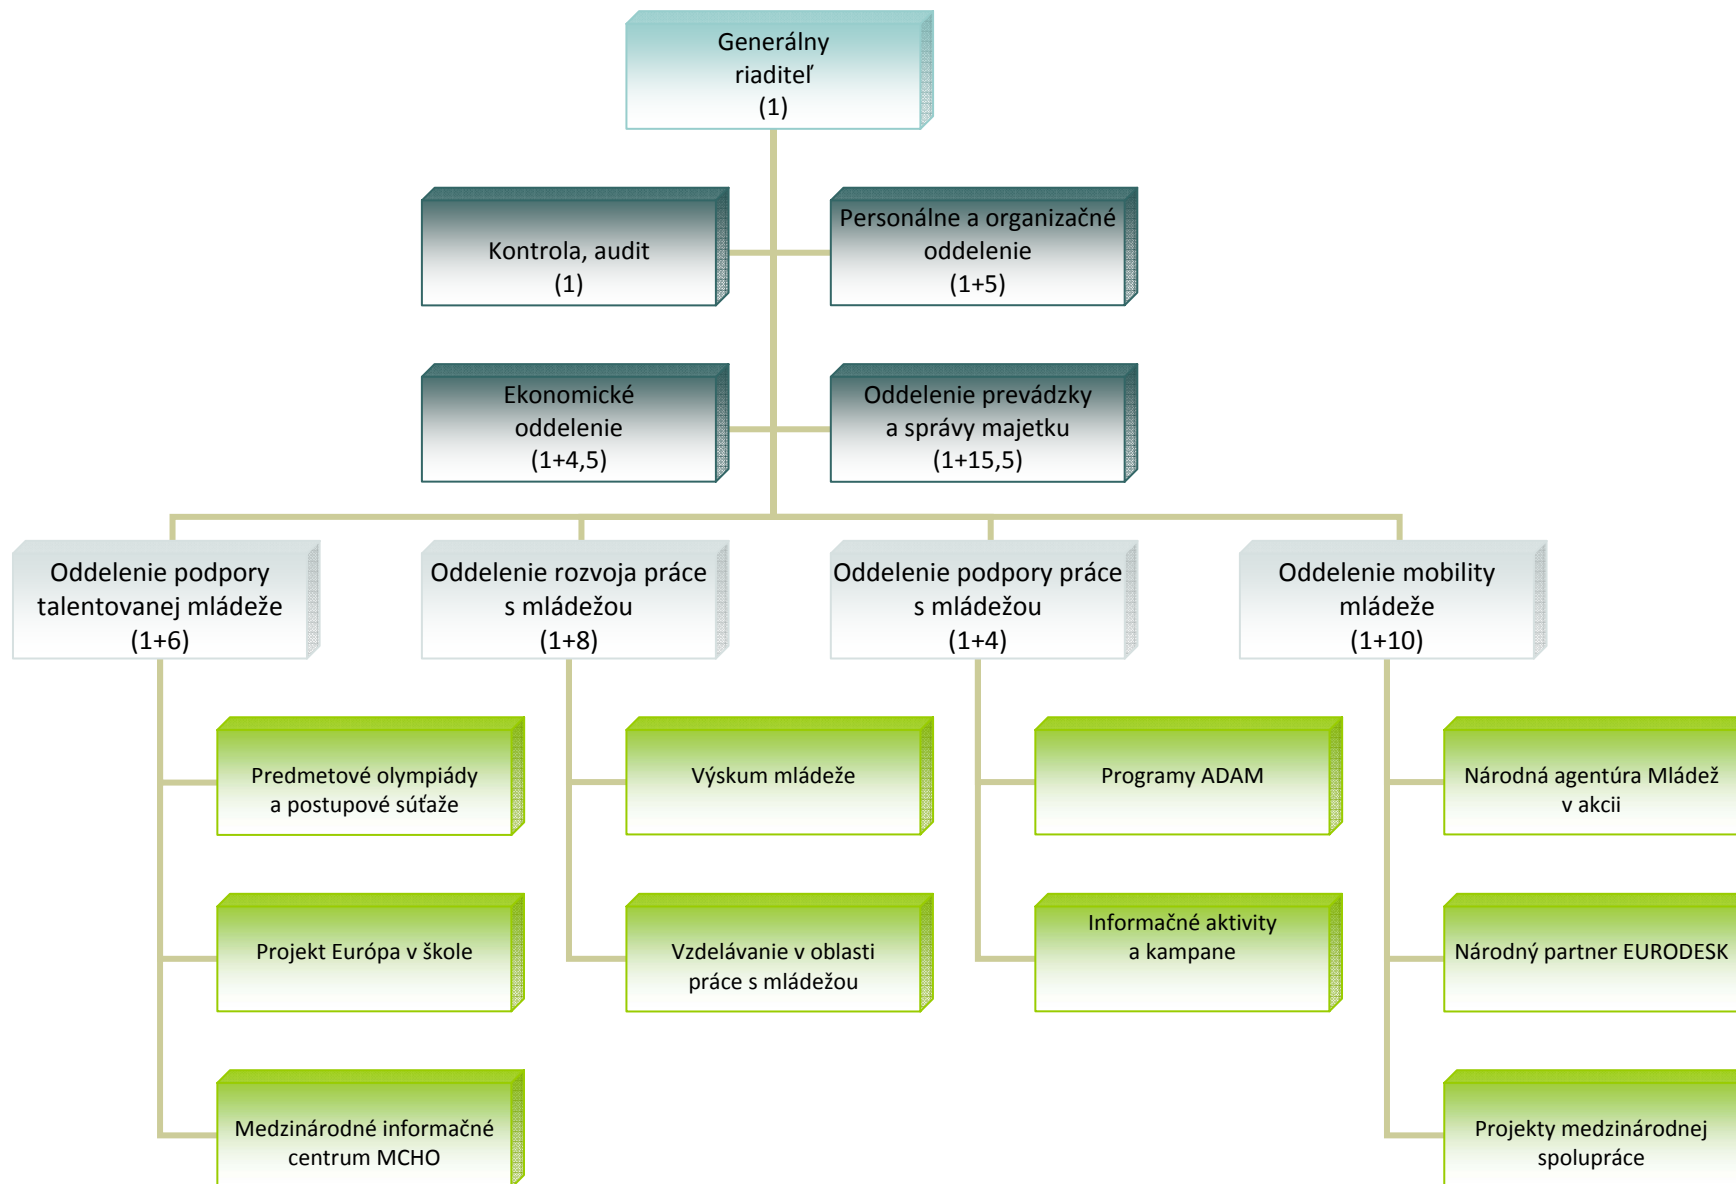 Generálny
riaditeľ
(1)
Kontrola, audit
(1)
Personálne a organizačné
oddelenie
(1+5)
Ekonomické
oddelenie
(1+4,5)
Oddelenie prevádzky
a správy majetku
(1+15,5)
Oddelenie podpory
talentovanej mládeže
(1+6)
Oddelenie rozvoja práce
s mládežou
(1+8)
Oddelenie podpory práce
s mládežou
(1+4)
Oddelenie mobility
mládeže
(1+10)
Predmetové olympiády
a postupové súťaže
Výskum mládeže
Programy ADAM
Národná agentúra Mládež
v akcii
Projekt Európa v škole
Vzdelávanie v oblasti
práce s mládežou
Informačné aktivity
a kampane
Národný partner EURODESK
Medzinárodné informačné
centrum MCHO
Projekty medzinárodnej
spolupráce